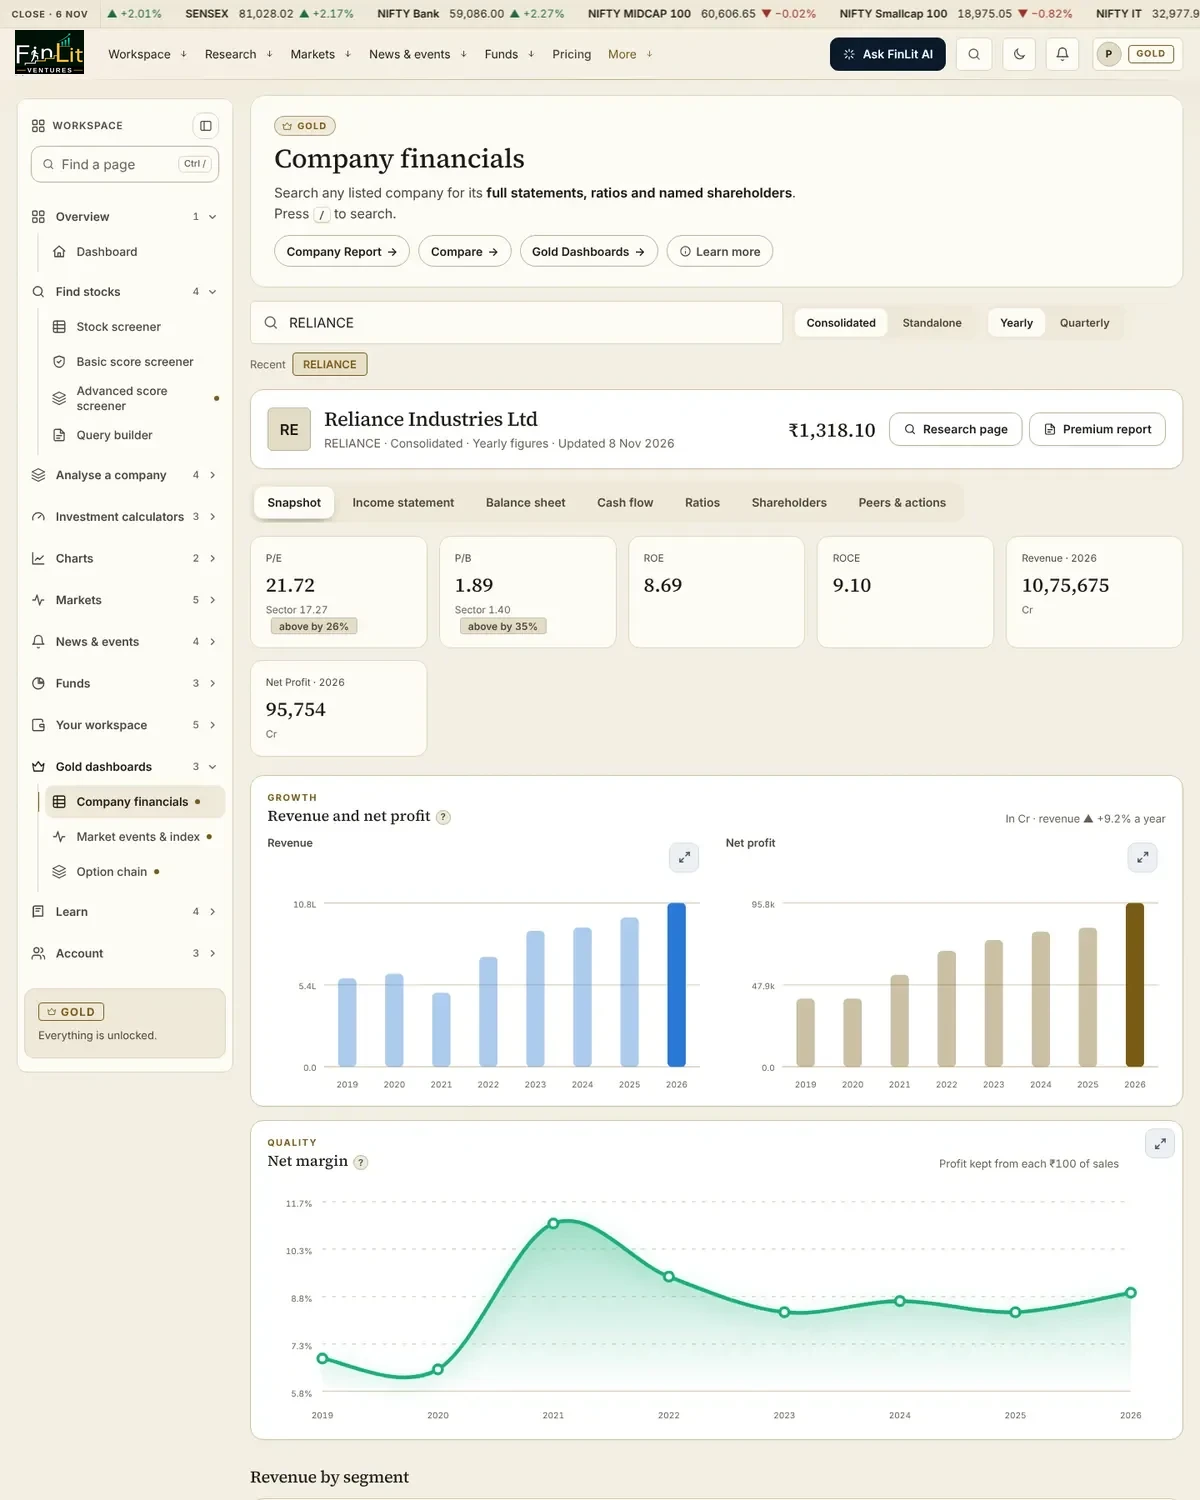 CLOSE · 6 NOV ▲ +2.01% SENSEX 81,028.02 ▲ +2.17% NIFTY Bank 59,086.00 ▲ +2.27% NIFTY MIDCAP 100 60,606.65 ▼ −0.02% NIFTY Smallcap 100 18,975.05 ▼ −0.82% NIFTY IT 32,977.9
FinLit
VENTURES
Workspace Research Markets News & events Funds Pricing More
Ask FinLit AI
P GOLD
WORKSPACE
Find a page Ctrl /
Overview 1
Dashboard
Find stocks 4
Stock screener
Basic score screener
Advanced score
screener
Query builder
Analyse a company 4
Investment calculators 3
Charts 2
Markets 5
News & events 4
Funds 3
Your workspace 5
Gold dashboards 3
Company financials
Market events & index
Option chain
Learn 4
Account 3
GOLD
Everything is unlocked.
GOLD
Company financials
Search any listed company for its full statements, ratios and named shareholders.
Press / to search.
Company Report → Compare → Gold Dashboards → Learn more
RELIANCE
Consolidated Standalone Yearly Quarterly
Recent RELIANCE
RE
Reliance Industries Ltd
RELIANCE · Consolidated · Yearly figures · Updated 8 Nov 2026
₹1,318.10 Research page Premium report
Snapshot Income statement Balance sheet Cash flow Ratios Shareholders Peers & actions
P/E
21.72
Sector 17.27
above by 26%
P/B
1.89
Sector 1.40
above by 35%
ROE
8.69
ROCE
9.10
Revenue · 2026
10,75,675
Cr
Net Profit · 2026
95,754
Cr
GROWTH
Revenue and net profit ?
In Cr · revenue ▲ +9.2% a year
Revenue
10.8L
5.4L
0.0
2019 2020 2021 2022 2023 2024 2025 2026
Net profit
95.8k
47.9k
0.0
2019 2020 2021 2022 2023 2024 2025 2026
QUALITY
Net margin ?
Profit kept from each ₹100 of sales
11.7%
10.3%
8.8%
7.3%
5.8%
2019 2020 2021 2022 2023 2024 2025 2026
Revenue by segment